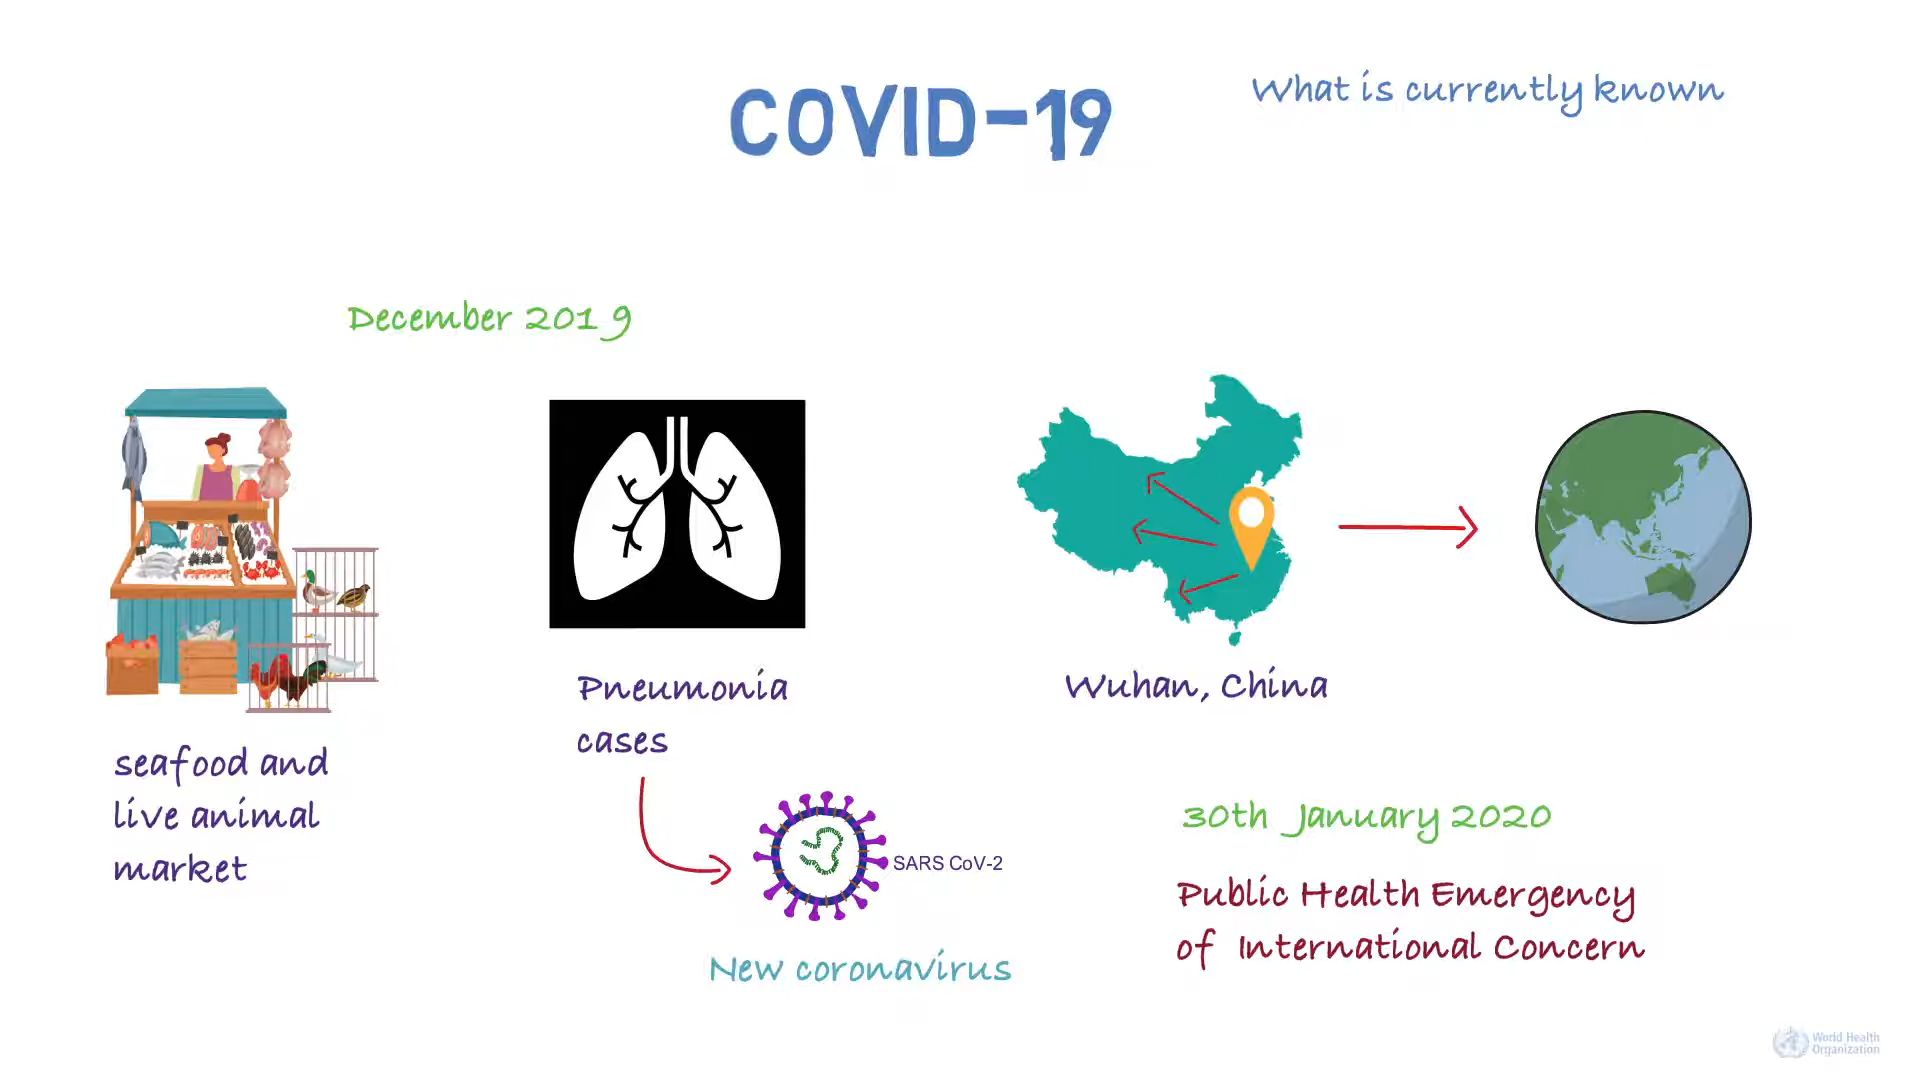 COVID-19
What is currently known
December 2019
seafood and
live animal
market
Pneumonia
cases
SARS CoV-2
New coronavirus
Wuhan, China
30th January 2020
Public Health Emergency
of International Concern
World Health
Organization